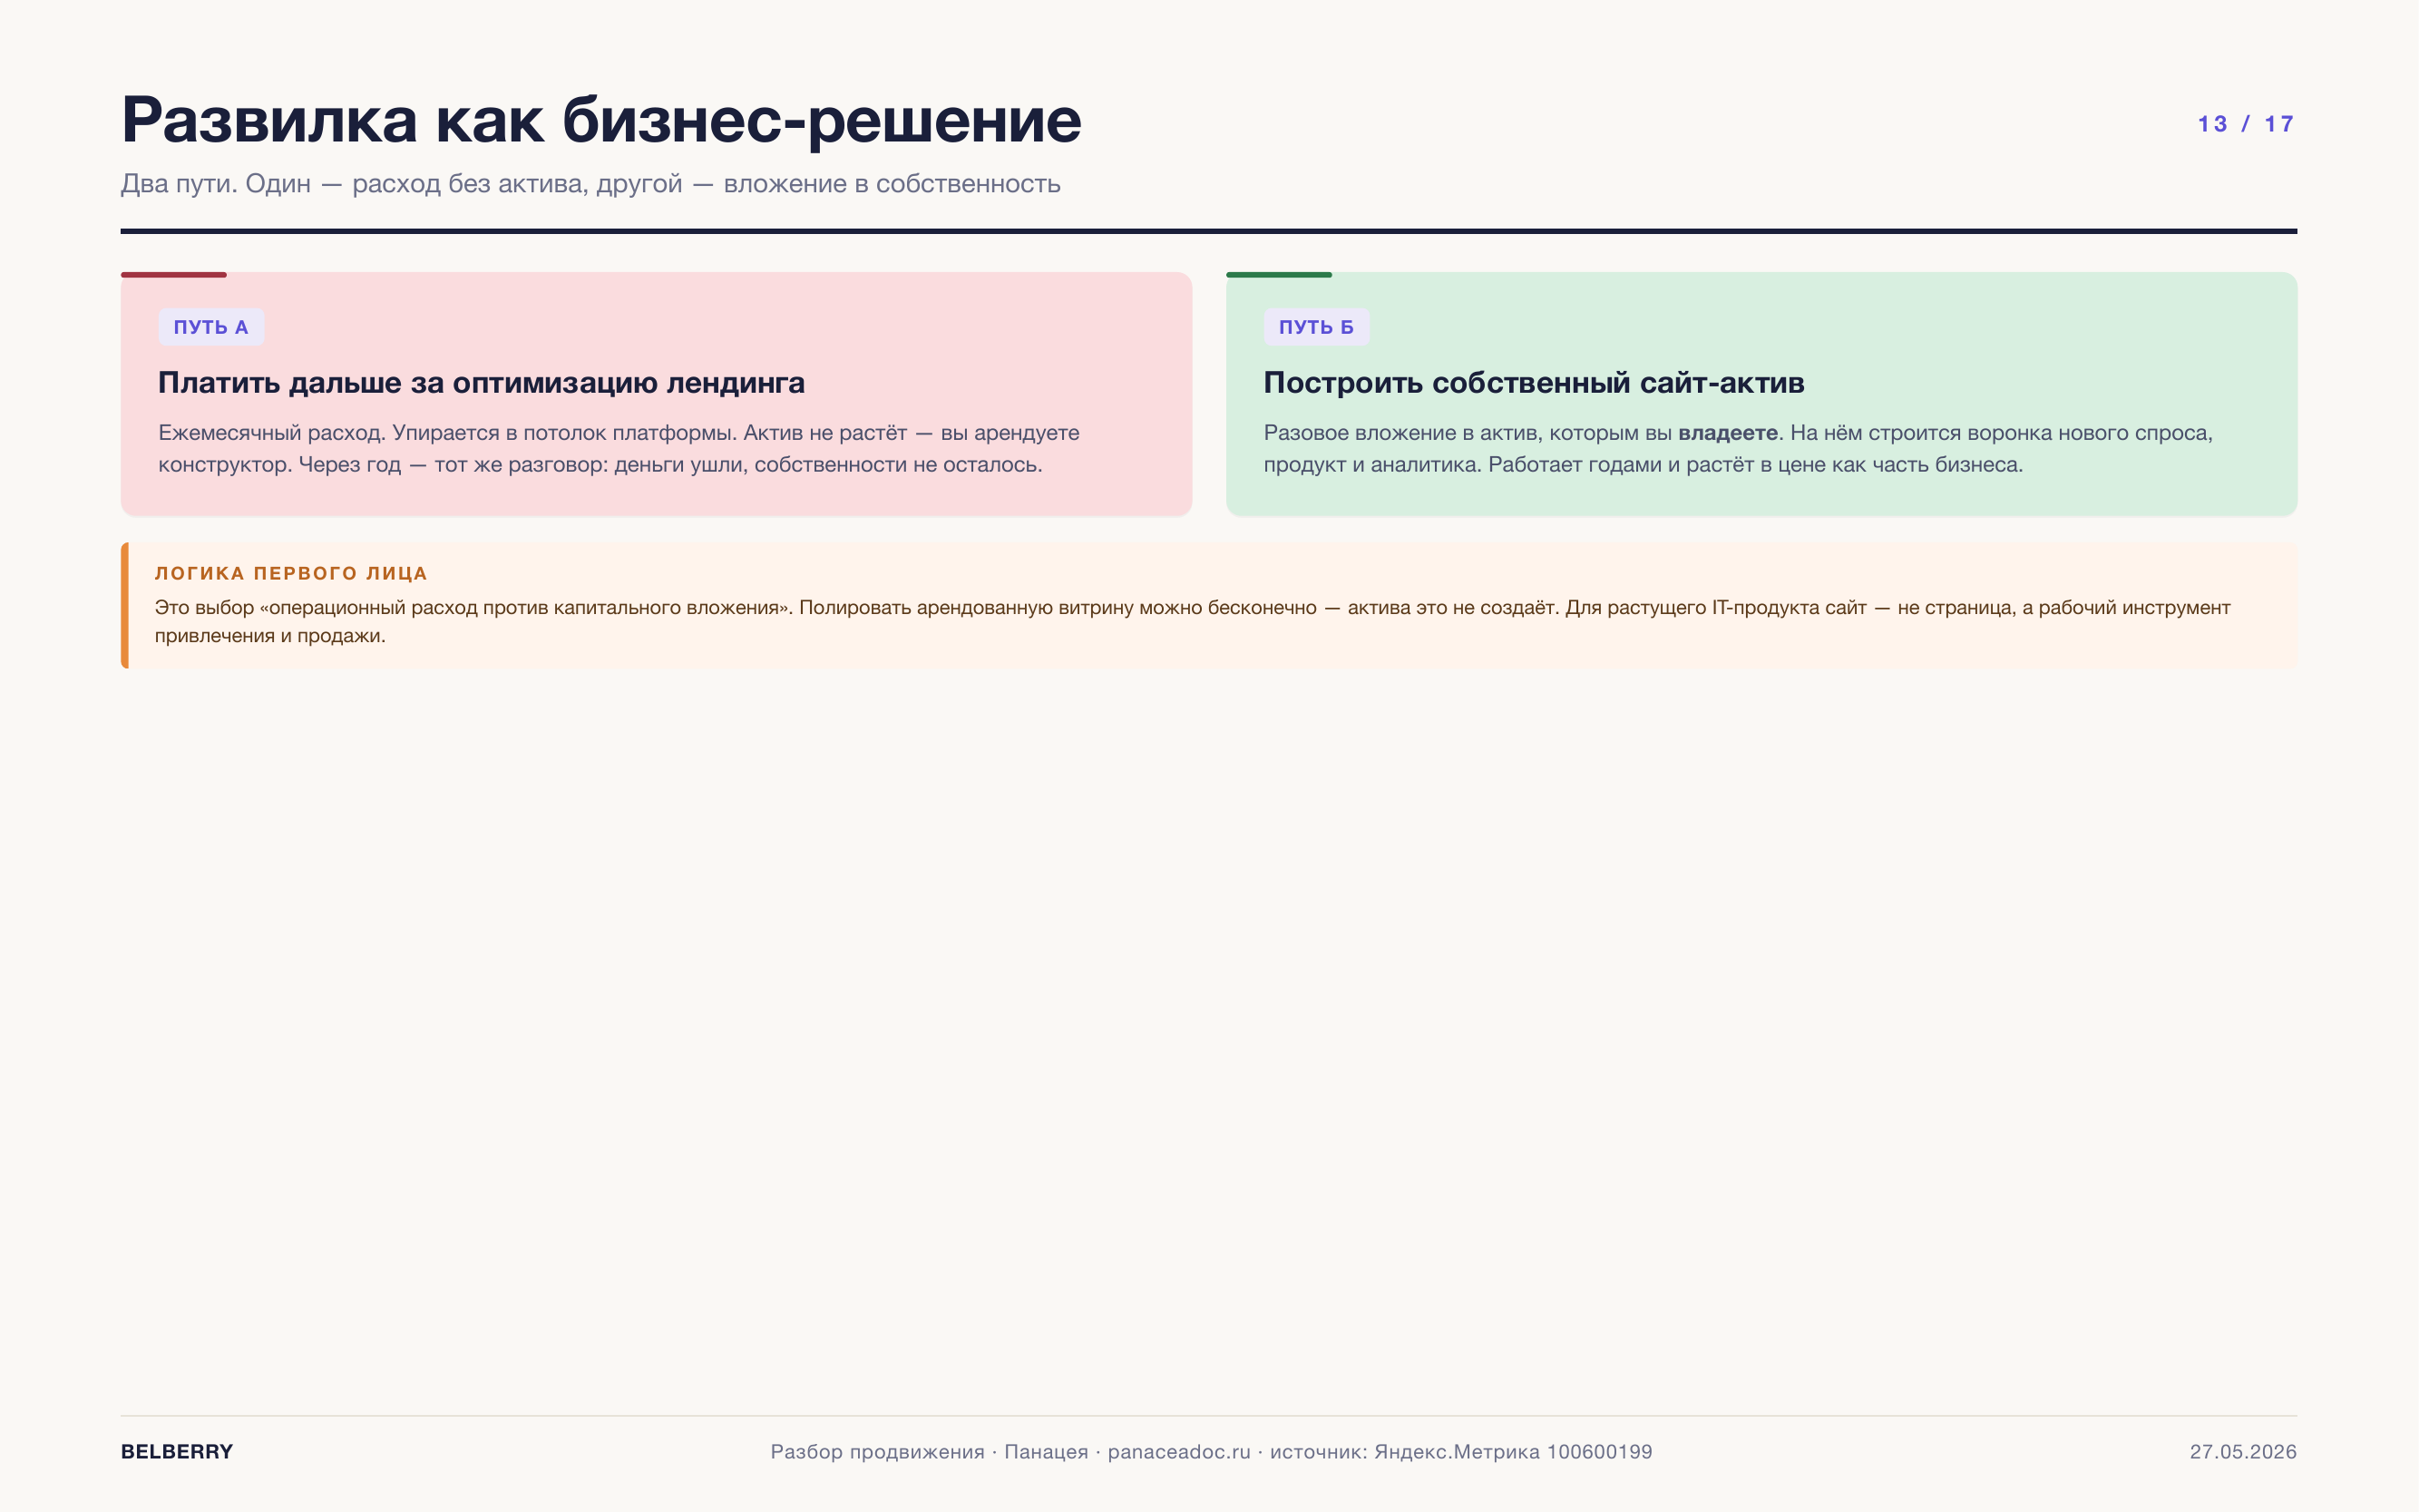 Развилка как бизнес-решение
13 / 17
Два пути. Один — расход без актива, другой — вложение в собственность
ПУТЬ А
Платить дальше за оптимизацию лендинга
Ежемесячный расход. Упирается в потолок платформы. Актив не растёт — вы арендуете
конструктор. Через год — тот же разговор: деньги ушли, собственности не осталось.
ПУТЬ Б
Построить собственный сайт-актив
Разовое вложение в актив, которым вы владеете. На нём строится воронка нового спроса,
продукт и аналитика. Работает годами и растёт в цене как часть бизнеса.
ЛОГИКА ПЕРВОГО ЛИЦА
Это выбор «операционный расход против капитального вложения». Полировать арендованную витрину можно бесконечно — актива это не создаёт. Для растущего IT-продукта сайт — не страница, а рабочий инструмент
привлечения и продажи.
BELBERRY
Разбор продвижения · Панацея · panaceadoc.ru · источник: Яндекс.Метрика 100600199
27.05.2026